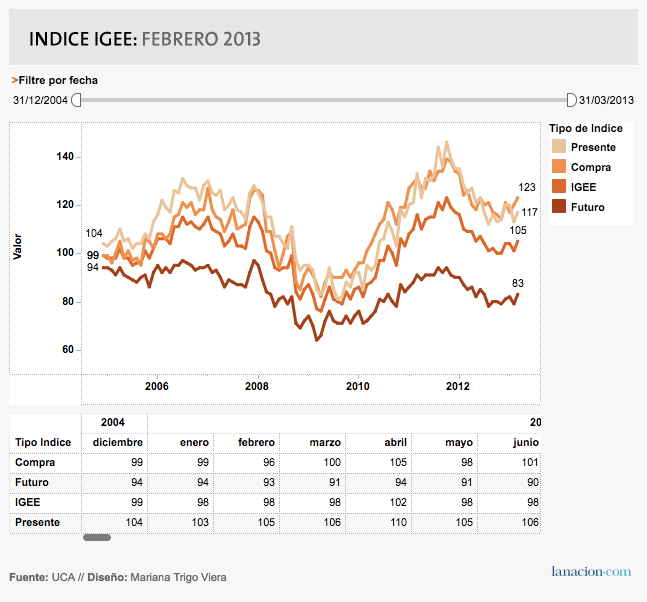 INDICE IGEE: FEBRERO 2013
>Filtre por fecha
31/12/2004 31/03/2013
Tipo de Indice
Presente
Compra
IGEE
Futuro
Valor
140
120
100
80
60
104
99
94
123
117
105
83
2006 2008 2010 2012
2004 20
Tipo Indice diciembre enero febrero marzo abril mayo junio
Compra 99 99 96 100 105 98 101
Futuro 94 94 93 91 94 91 90
IGEE 99 98 98 98 102 98 98
Presente 104 103 105 106 110 105 106
Fuente: UCA // Diseño: Mariana Trigo Viera
lanacion.com